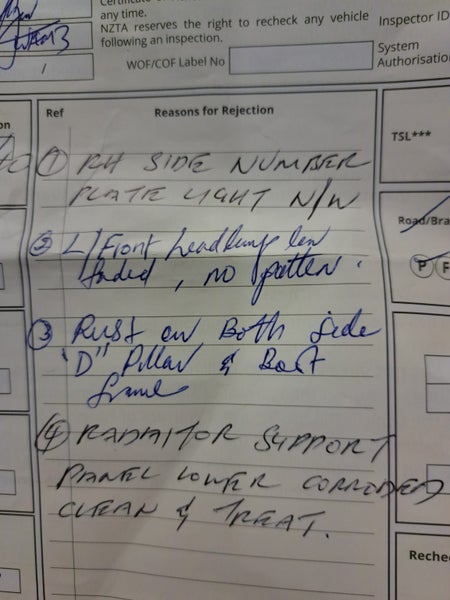 any time.
NZTA reserves the right to recheck any vehicle
following an inspection.
Inspector ID
System
Authorisation
WOF/COF Label No
Ref
Reasons for Rejection
TSL***
① RH SIDE NUMBER
PLATE LIGHT N/W
② L/Front headlamp len
faded, no patten.
③ Rust on Both side
"D" Pillar & Boot
frame
④ RADAITOR SUPPORT
PANEL LOWER CORRODED
CLEAN & TREAT.
Road/Bra
P
F
Reche